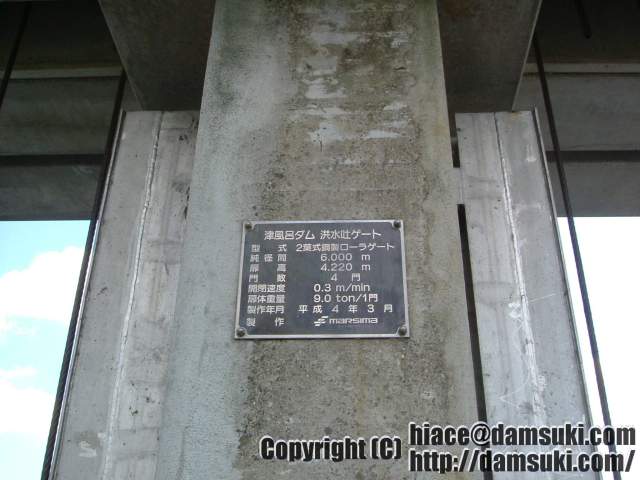 津風呂ダム 洪水吐ゲート
型式 2葉式鋼製ローラゲート
純径間 6.000 m
扉高 4.220 m
門数 4 門
開閉速度 0.3 m/min
扉体重量 9.0 ton/1門
製作年月 平成 4 年 3 月
製作 marsima
Copyright (C) hiace@damsuki.com
http://damsuki.com/